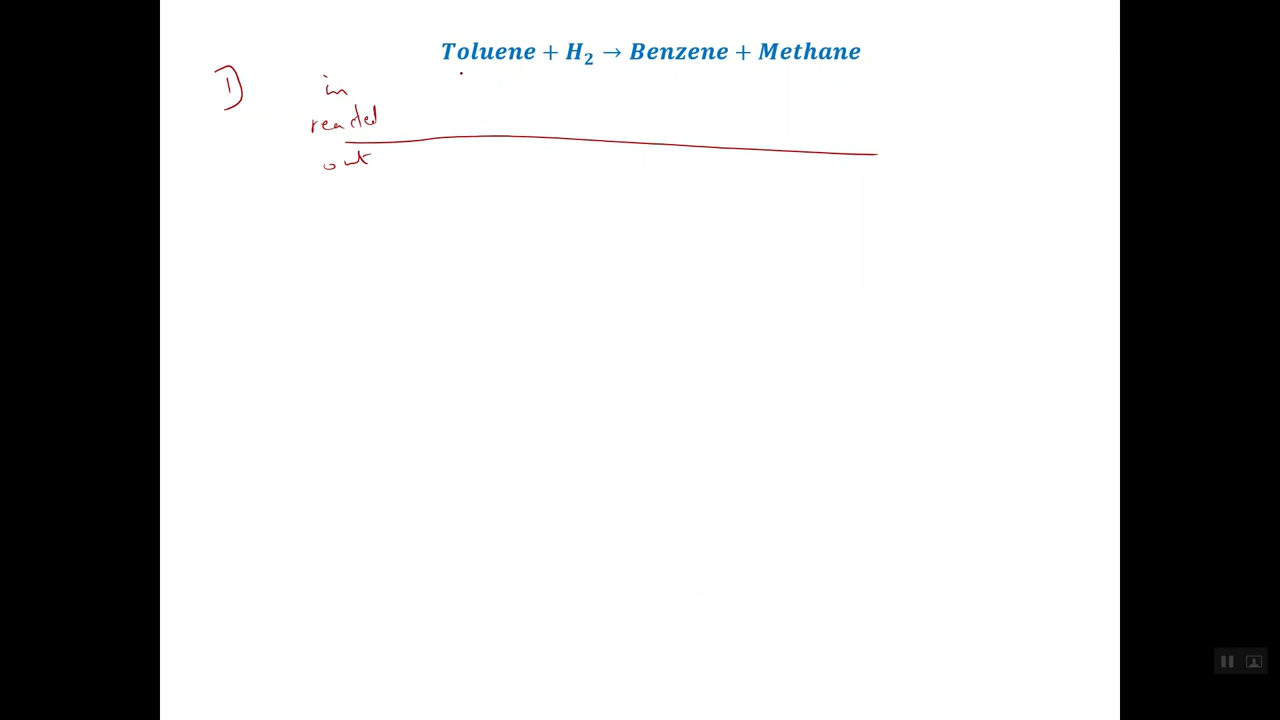 Toluene + H₂ → Benzene + Methane
1)
in
reacted
out